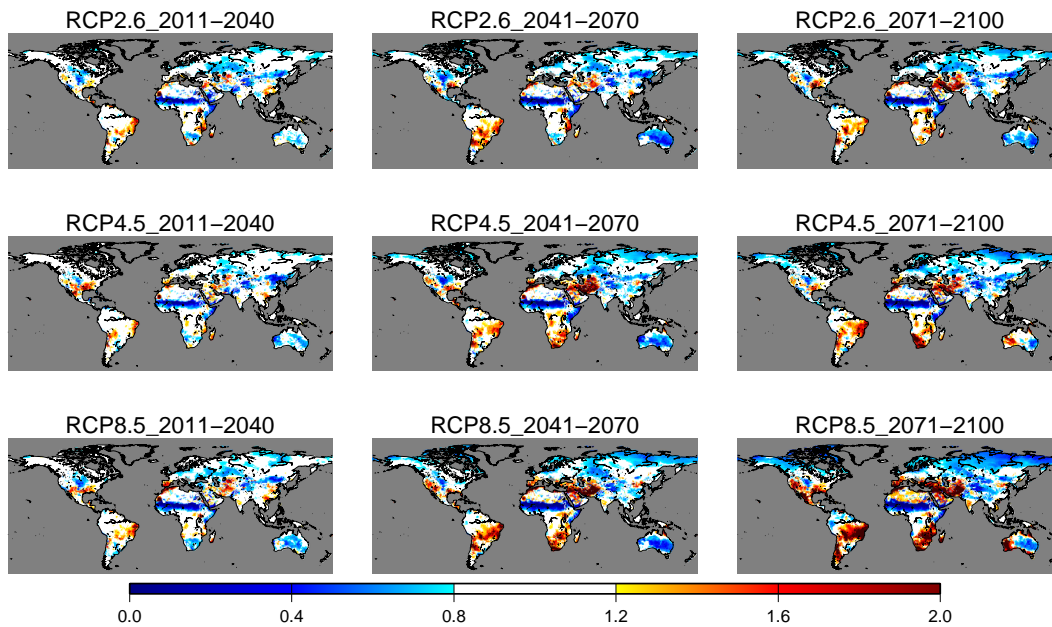 RCP2.6_2011−2040
RCP2.6_2041−2070
RCP2.6_2071−2100
RCP4.5_2011−2040
RCP4.5_2041−2070
RCP4.5_2071−2100
RCP8.5_2011−2040
RCP8.5_2041−2070
RCP8.5_2071−2100
0.0 0.4 0.8 1.2 1.6 2.0